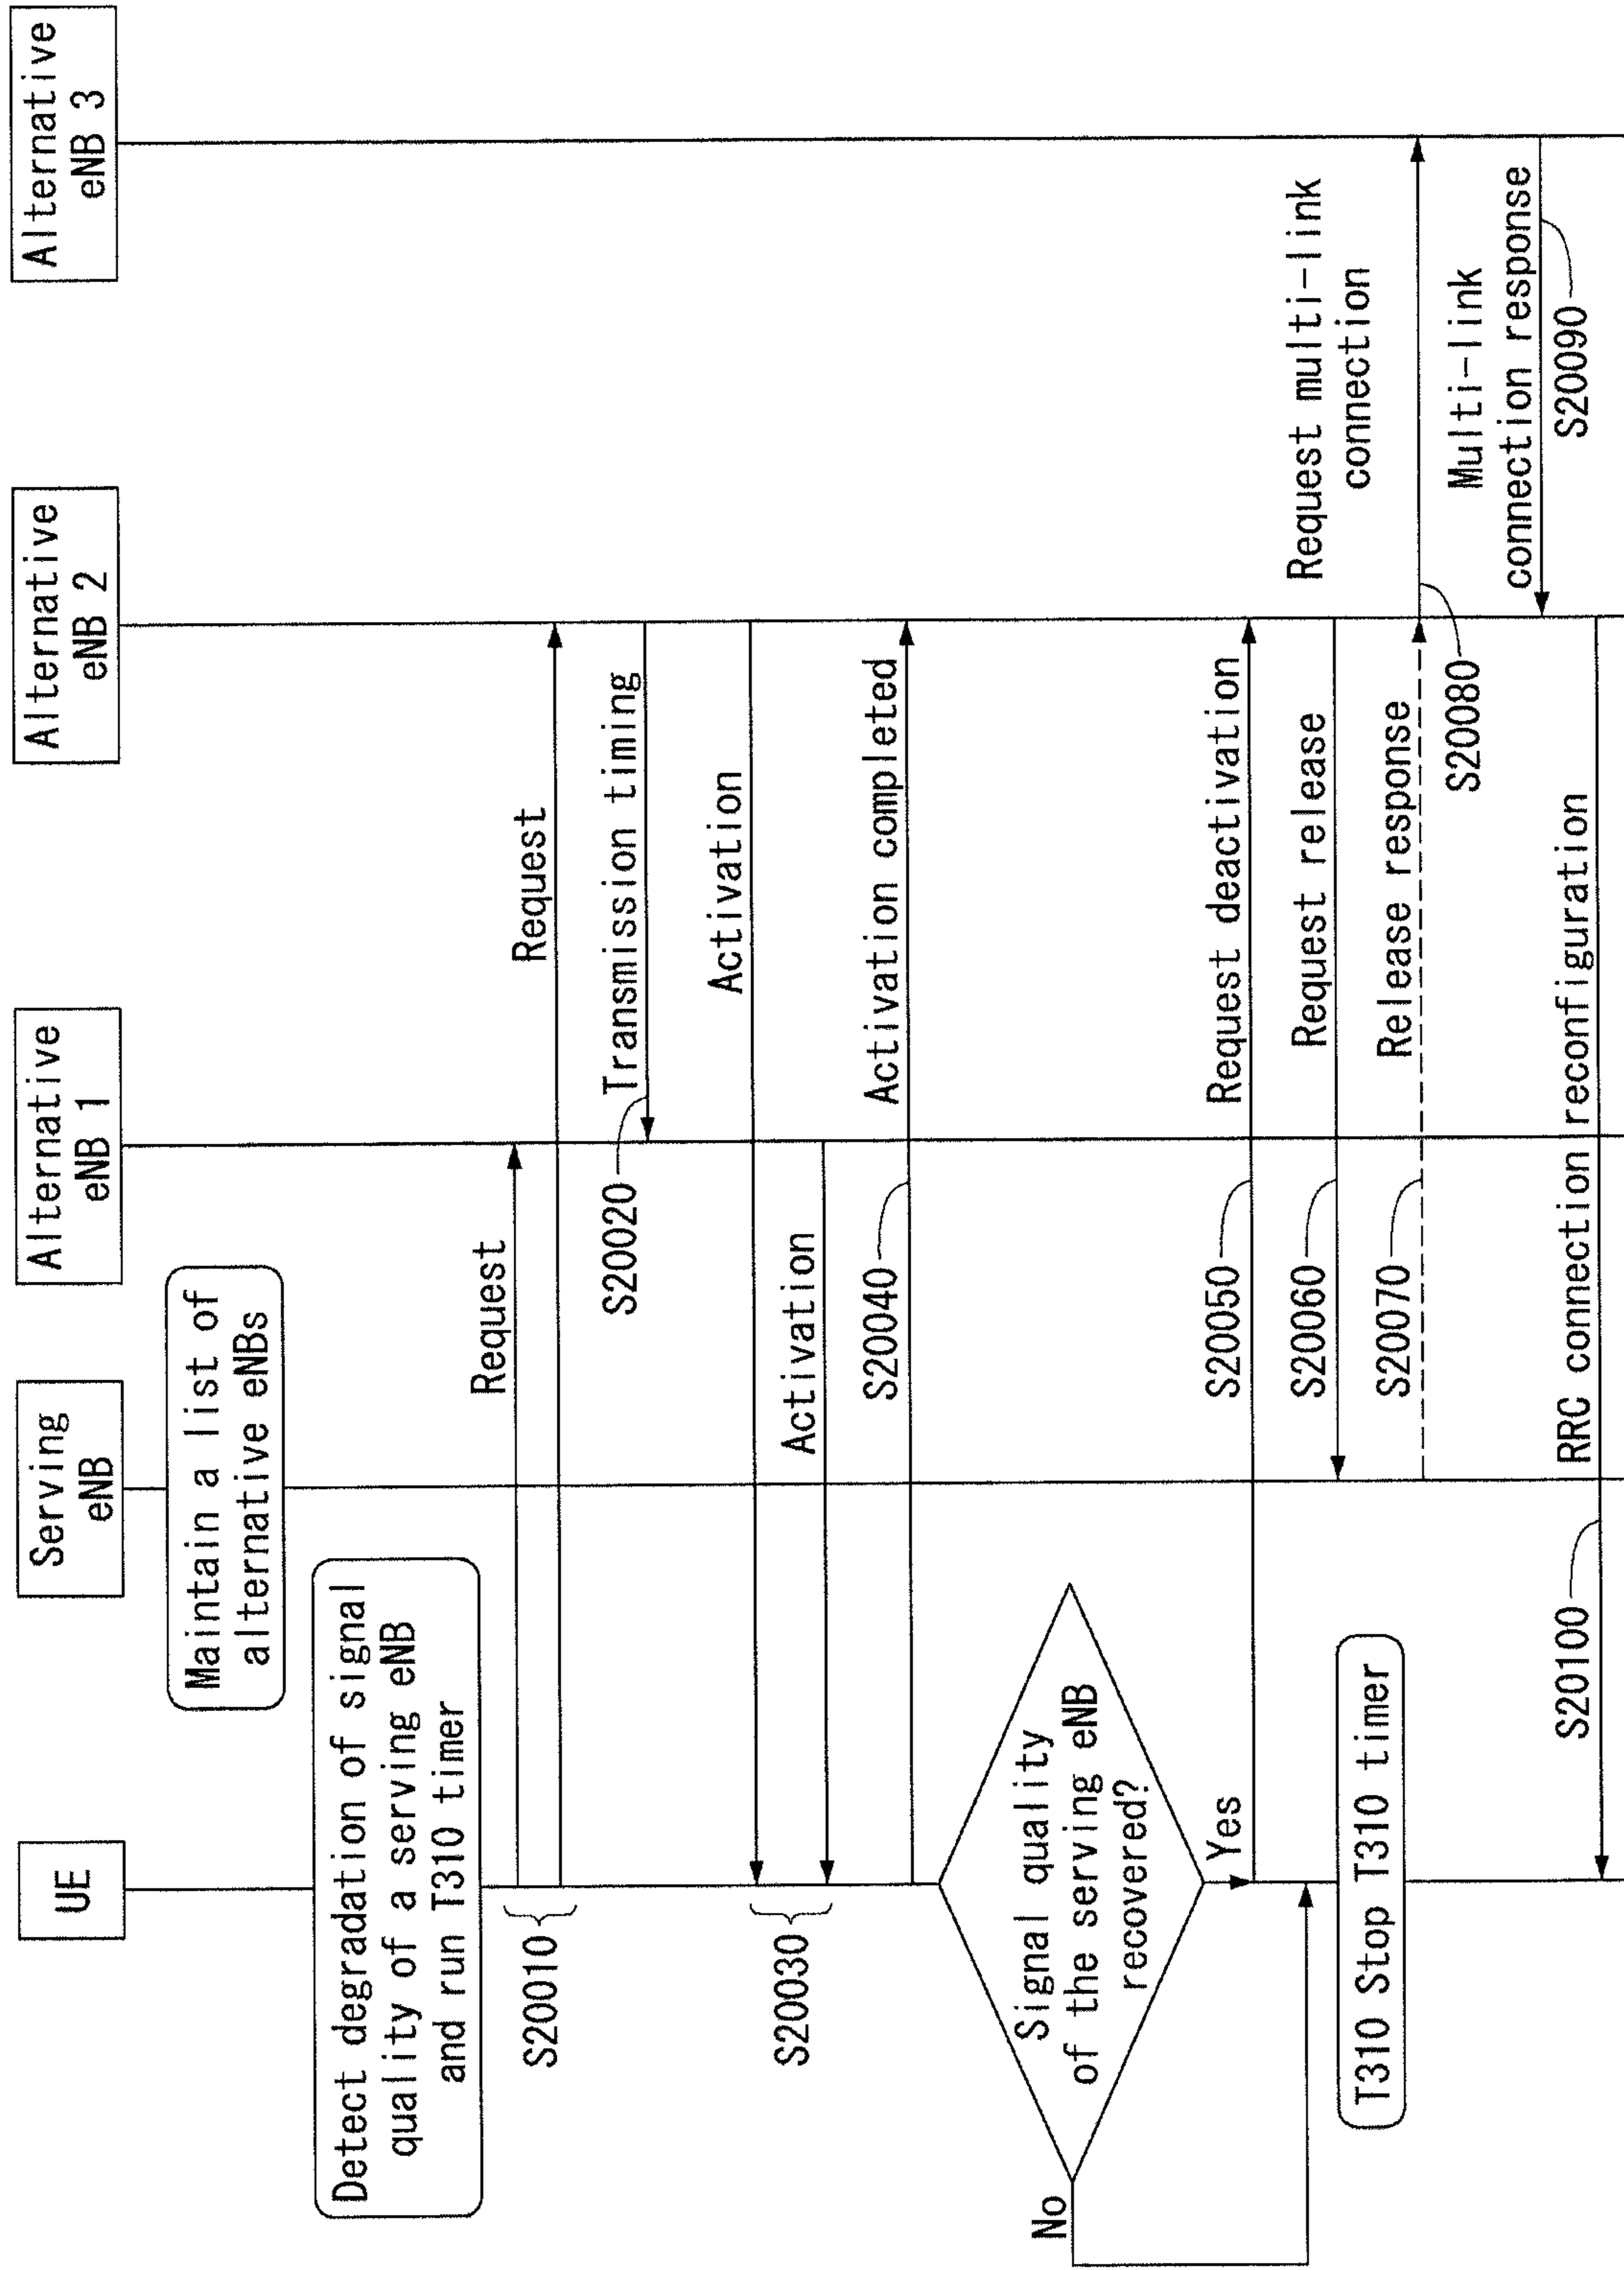 UE
Serving
eNB
Alternative
eNB 1
Alternative
eNB 2
Alternative
eNB 3
Maintain a list of
alternative eNBs
Detect degradation of signal
quality of a serving eNB
and run T310 timer
S20010
Request
Request
S20020
Transmission timing
S20030
Activation
Activation
S20040
Activation completed
Signal quality
of the serving eNB
recovered?
No
Yes
S20050
Request deactivation
S20060
Request release
T310 Stop T310 timer
S20070
Release response
Request multi-link
connection
S20080
Multi-link
connection response
S20090
S20100
RRC connection reconfiguration